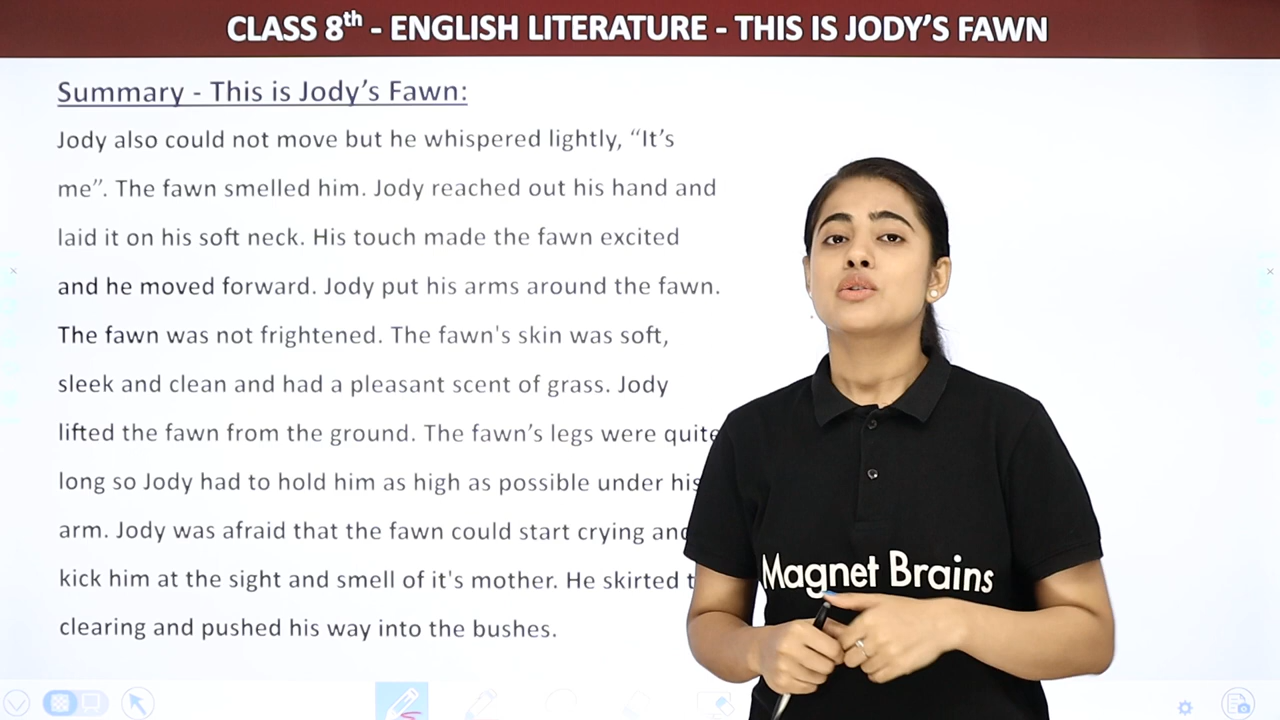 CLASS 8th - ENGLISH LITERATURE - THIS IS JODY’S FAWN
Summary - This is Jody’s Fawn:
Jody also could not move but he whispered lightly, “It’s
me”. The fawn smelled him. Jody reached out his hand and
laid it on his soft neck. His touch made the fawn excited
and he moved forward. Jody put his arms around the fawn.
The fawn was not frightened. The fawn's skin was soft,
sleek and clean and had a pleasant scent of grass. Jody
lifted the fawn from the ground. The fawn’s legs were quite
long so Jody had to hold him as high as possible under his
arm. Jody was afraid that the fawn could start crying and
kick him at the sight and smell of it's mother. He skirted
clearing and pushed his way into the bushes.
Magnet Brains